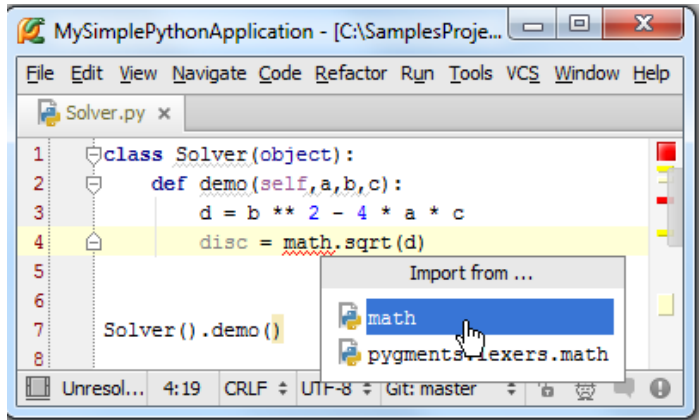 MySimplePythonApplication - [C:\SamplesProje...
File Edit View Navigate Code Refactor Run Tools VCS Window Help
Solver.py ×
1 class Solver(object):
2 def demo(self,a,b,c):
3 d = b ** 2 - 4 * a * c
4 disc = math.sqrt(d)
5 Import from ...
6 math
7 Solver().demo()
8 pygments.lexers.math
Unresol... 4:19 CRLF UTF-8 Git: master